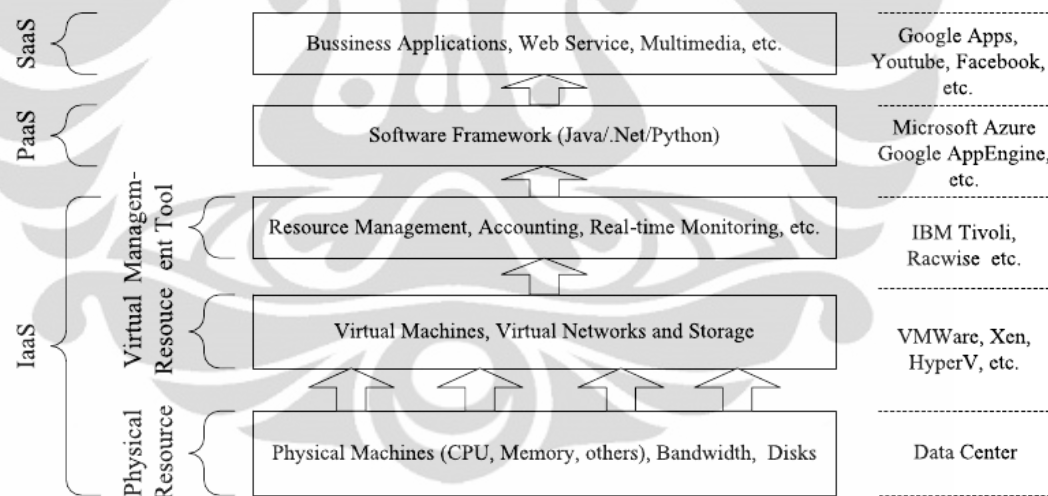 SaaS
Bussiness Applications, Web Service, Multimedia, etc.
Google Apps,
Youtube, Facebook,
etc.
PaaS
Software Framework (Java/.Net/Python)
Microsoft Azure
Google AppEngine,
etc.
IaaS
Managem-
ent Tool
Resource Management, Accounting, Real-time Monitoring, etc.
IBM Tivoli,
Racwise etc.
Virtual
Resouce
Virtual Machines, Virtual Networks and Storage
VMWare, Xen,
HyperV, etc.
Physical
Resource
Physical Machines (CPU, Memory, others), Bandwidth, Disks
Data Center